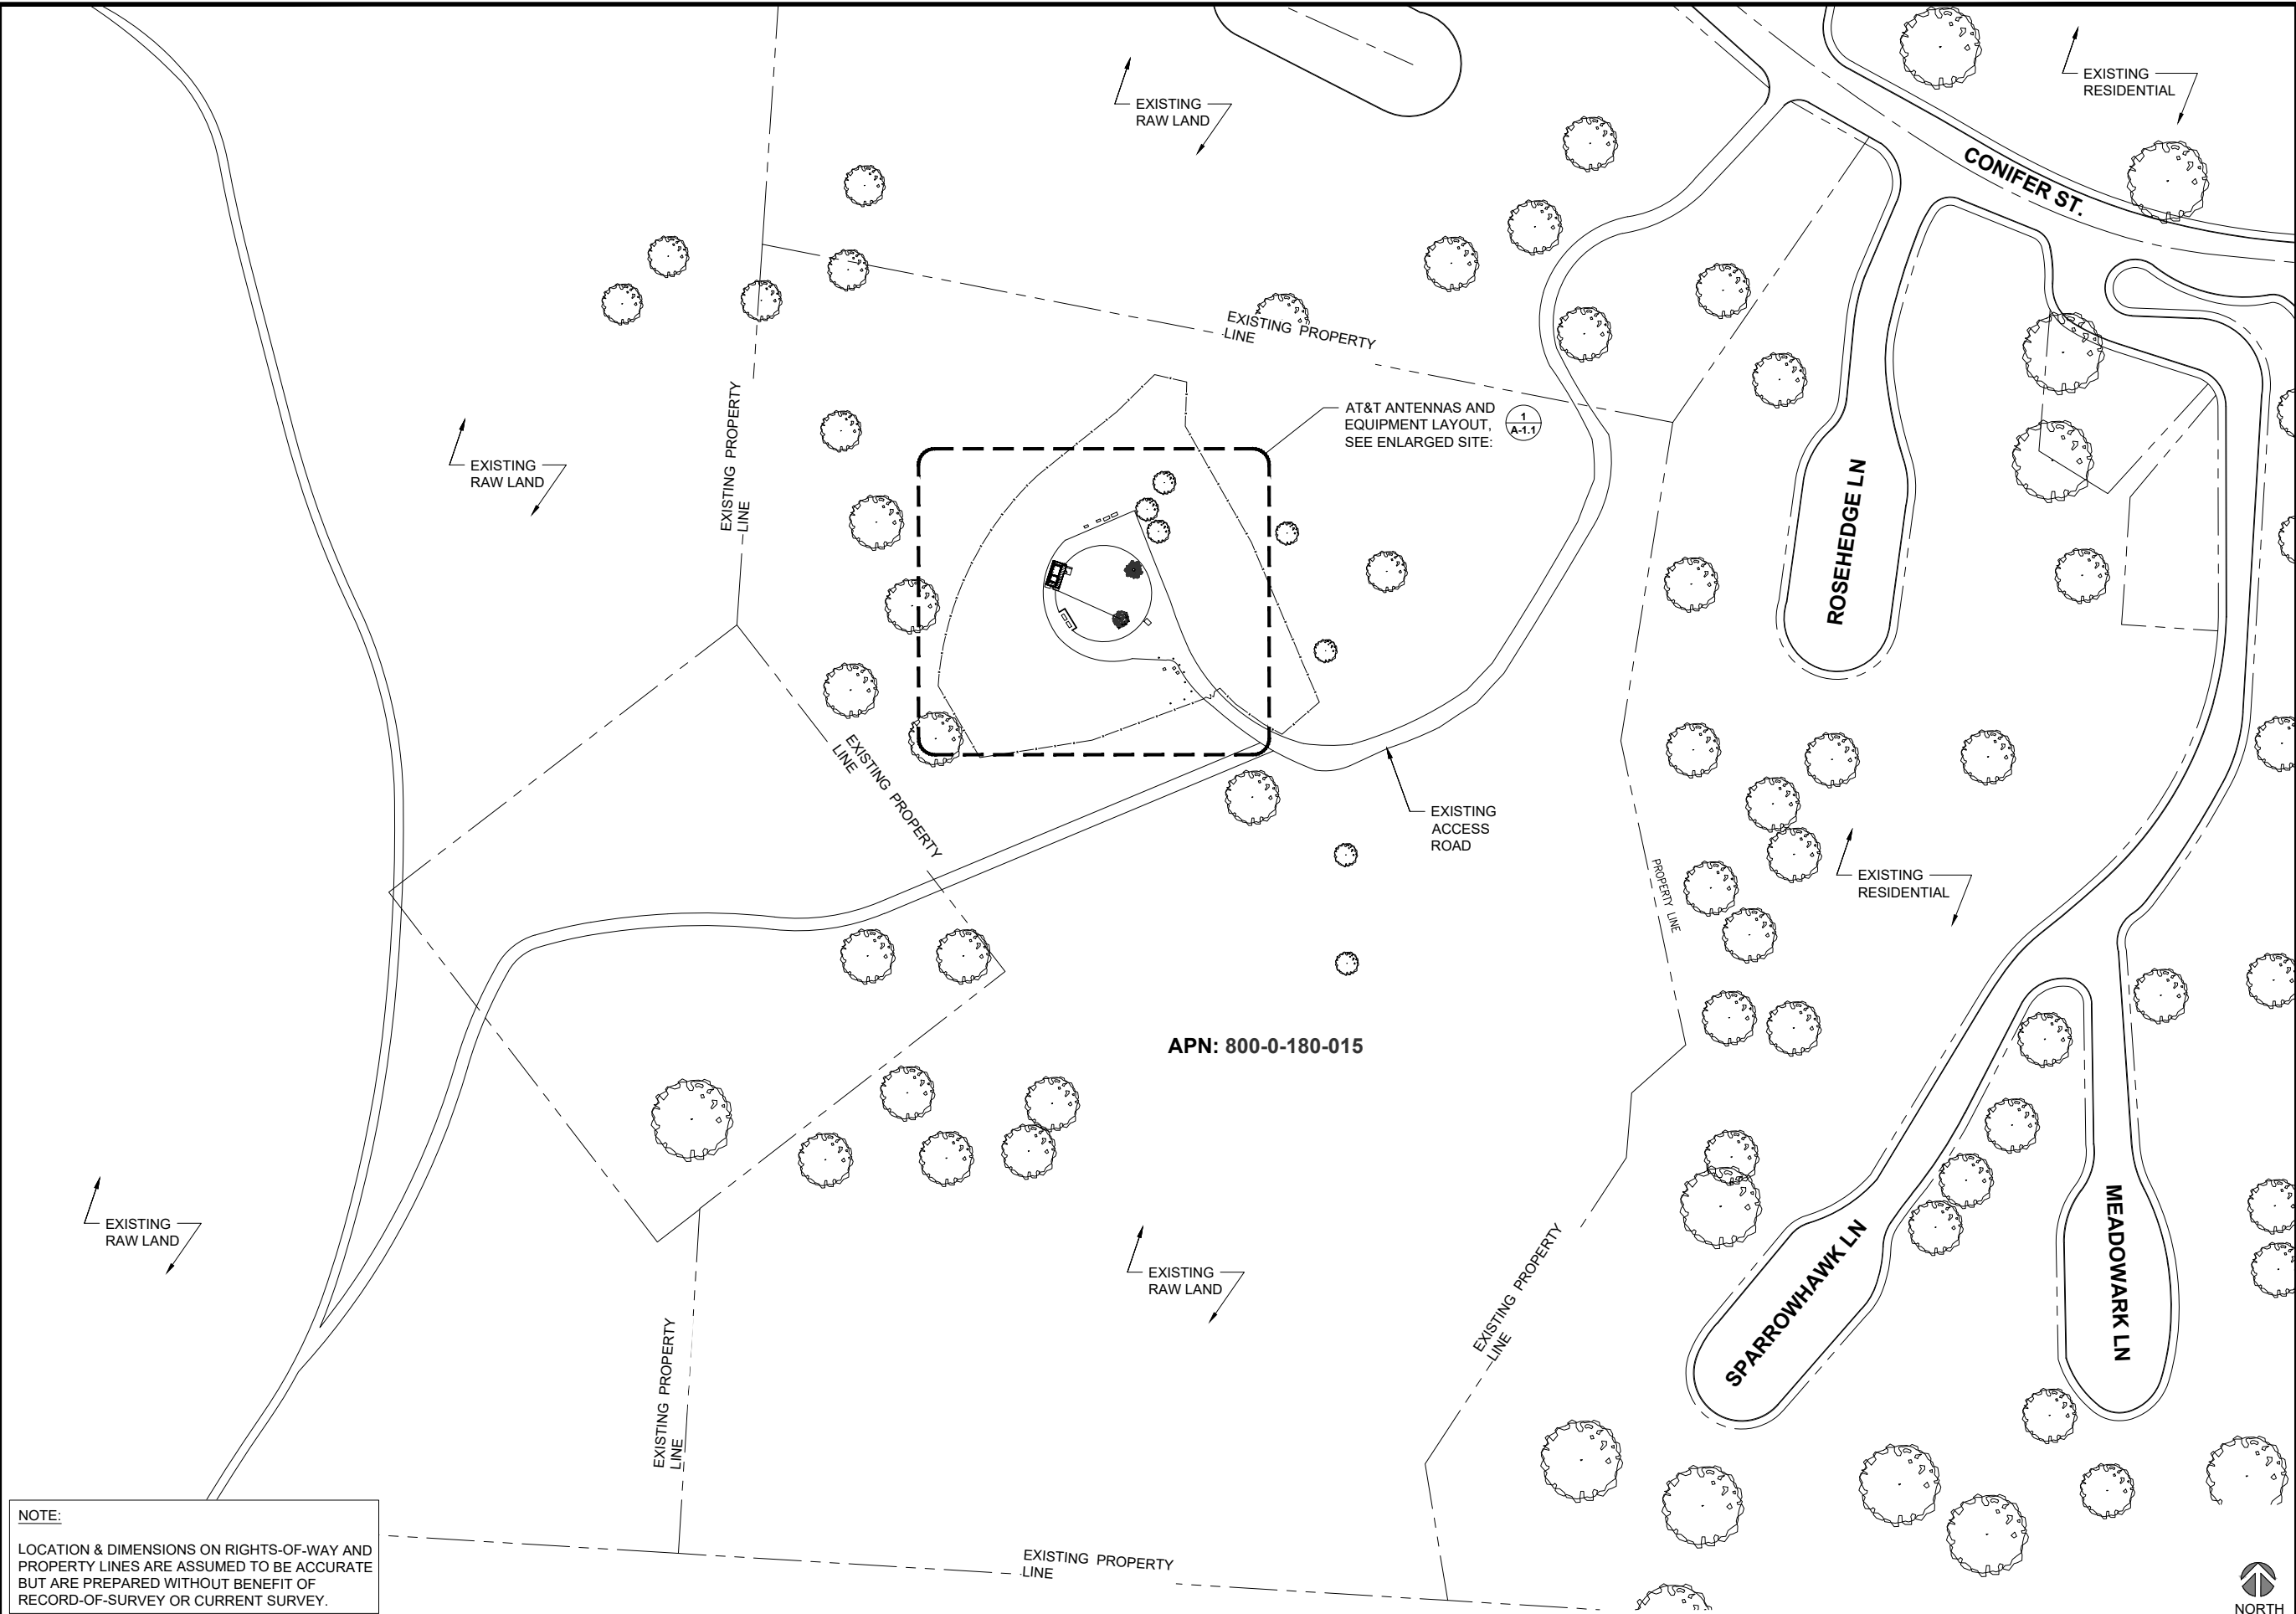 EXISTING
RESIDENTIAL
EXISTING
RAW LAND
CONIFER ST.
EXISTING PROPERTY
LINE
EXISTING PROPERTY
LINE
AT&T ANTENNAS AND
EQUIPMENT LAYOUT,
SEE ENLARGED SITE:
1
A-1.1
EXISTING
RAW LAND
ROSEHEDGE LN
EXISTING PROPERTY
LINE
EXISTING
ACCESS
ROAD
PROPERTY LINE
EXISTING
RESIDENTIAL
APN: 800-0-180-015
EXISTING
RAW LAND
EXISTING
RAW LAND
EXISTING PROPERTY
LINE
SPARROWHAWK LN
MEADOWARK LN
EXISTING PROPERTY
LINE
NOTE:
LOCATION & DIMENSIONS ON RIGHTS-OF-WAY AND
PROPERTY LINES ARE ASSUMED TO BE ACCURATE
BUT ARE PREPARED WITHOUT BENEFIT OF
RECORD-OF-SURVEY OR CURRENT SURVEY.
EXISTING PROPERTY
LINE
NORTH